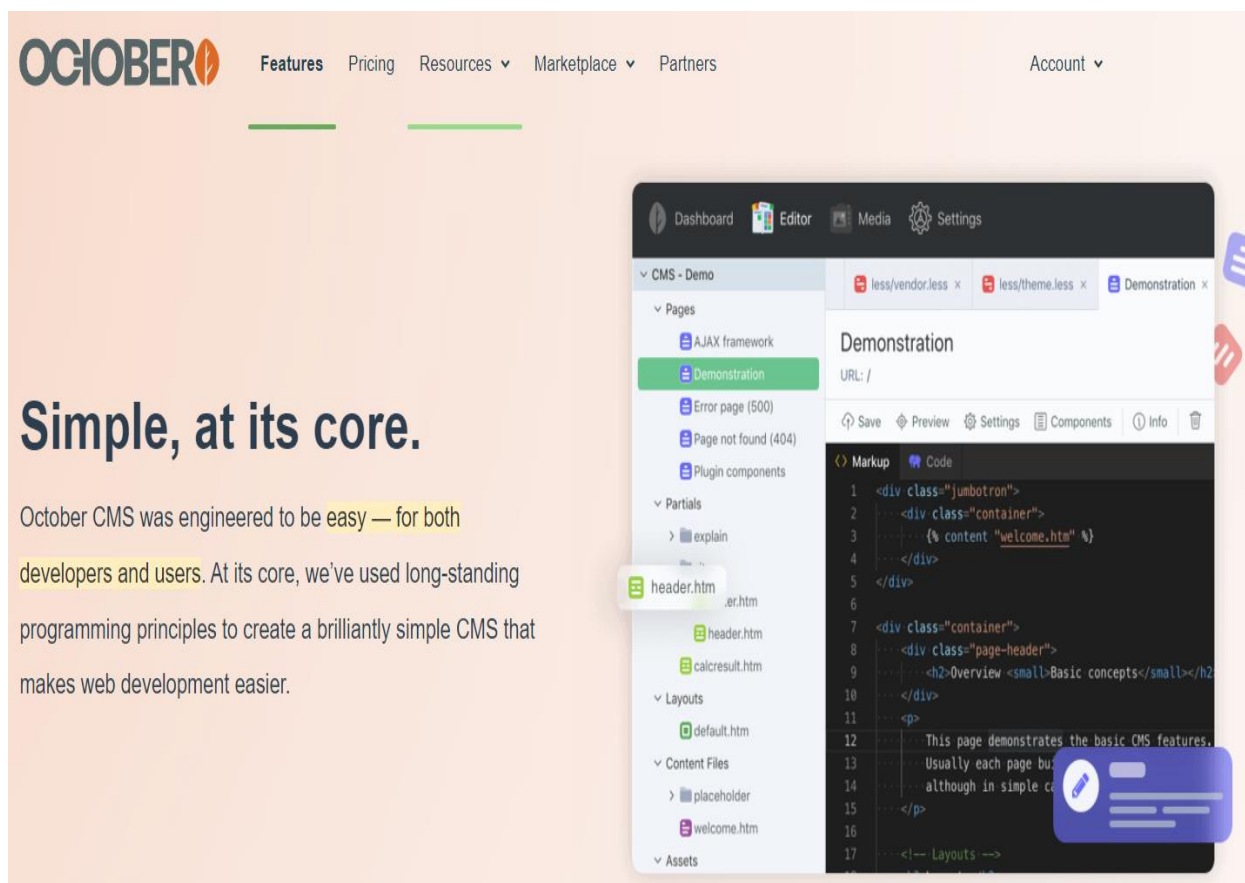 OCTOBER
Features Pricing Resources Marketplace Partners Account
Simple, at its core.
October CMS was engineered to be easy — for both
developers and users. At its core, we’ve used long-standing
programming principles to create a brilliantly simple CMS that
makes web development easier.
Dashboard Editor Media Settings
CMS - Demo
Pages
AJAX framework
Demonstration
Error page (500)
Page not found (404)
Plugin components
Partials
explain
header.htm
.er.htm
header.htm
calcresult.htm
Layouts
default.htm
Content Files
placeholder
welcome.htm
Assets
less/vendor.less × less/theme.less × Demonstration ×
Demonstration
URL: /
Save Preview Settings Components Info
Markup Code
1 <div class="jumbotron">
2 <div class="container">
3 {% content "welcome.htm" %}
4 </div>
5 </div>
6
7 <div class="container">
8 <div class="page-header">
9 <h2>Overview <small>Basic concepts</small></h2
10 </div>
11 <p>
12 This page demonstrates the basic CMS features.
13 Usually each page
14 although in simple
15 </p>
16
17 <!-- Layouts -->